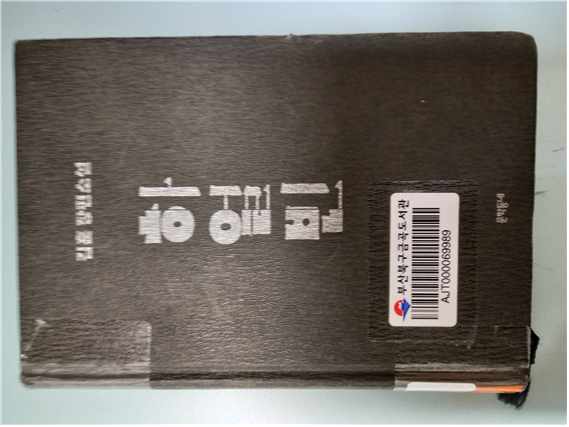 김훈 장편소설
하얼빈
부산북구금곡도서관
AJT000069989
문학동네